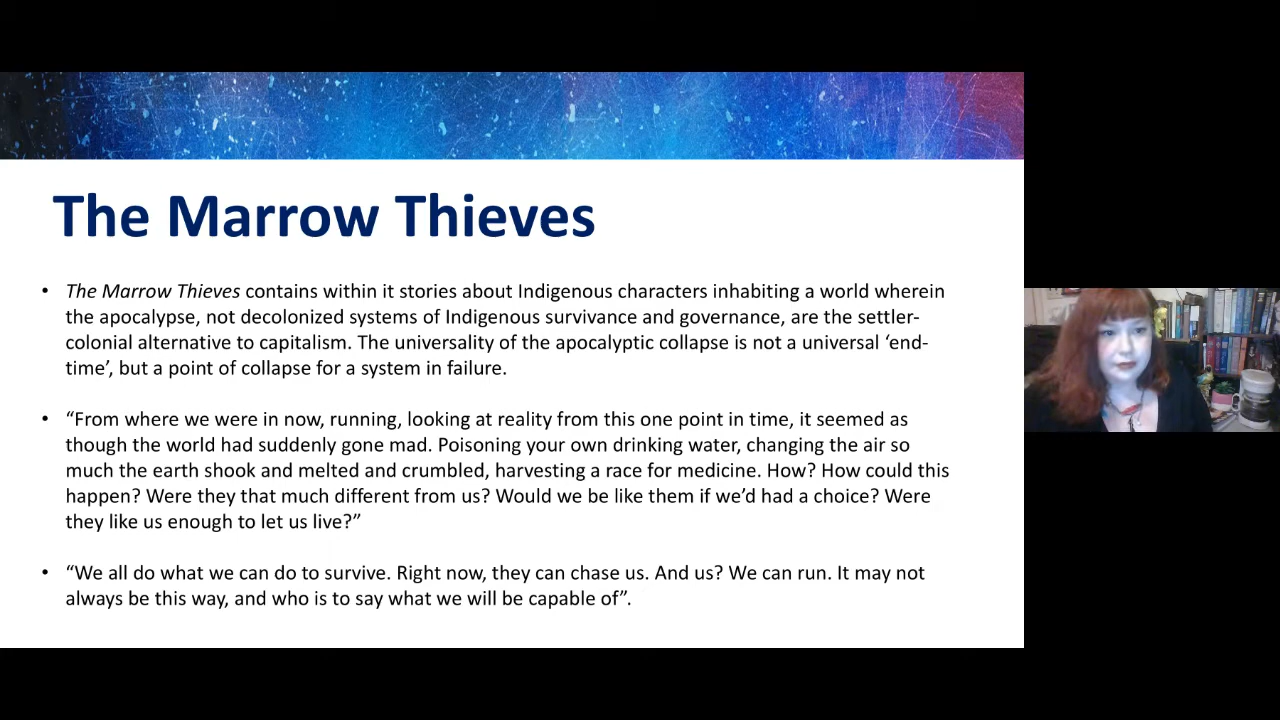 The Marrow Thieves
• The Marrow Thieves contains within it stories about Indigenous characters inhabiting a world wherein
the apocalypse, not decolonized systems of Indigenous survivance and governance, are the settler-
colonial alternative to capitalism. The universality of the apocalyptic collapse is not a universal ‘end-
time’, but a point of collapse for a system in failure.
• “From where we were in now, running, looking at reality from this one point in time, it seemed as
though the world had suddenly gone mad. Poisoning your own drinking water, changing the air so
much the earth shook and melted and crumbled, harvesting a race for medicine. How? How could this
happen? Were they that much different from us? Would we be like them if we’d had a choice? Were
they like us enough to let us live?”
• “We all do what we can do to survive. Right now, they can chase us. And us? We can run. It may not
always be this way, and who is to say what we will be capable of”.